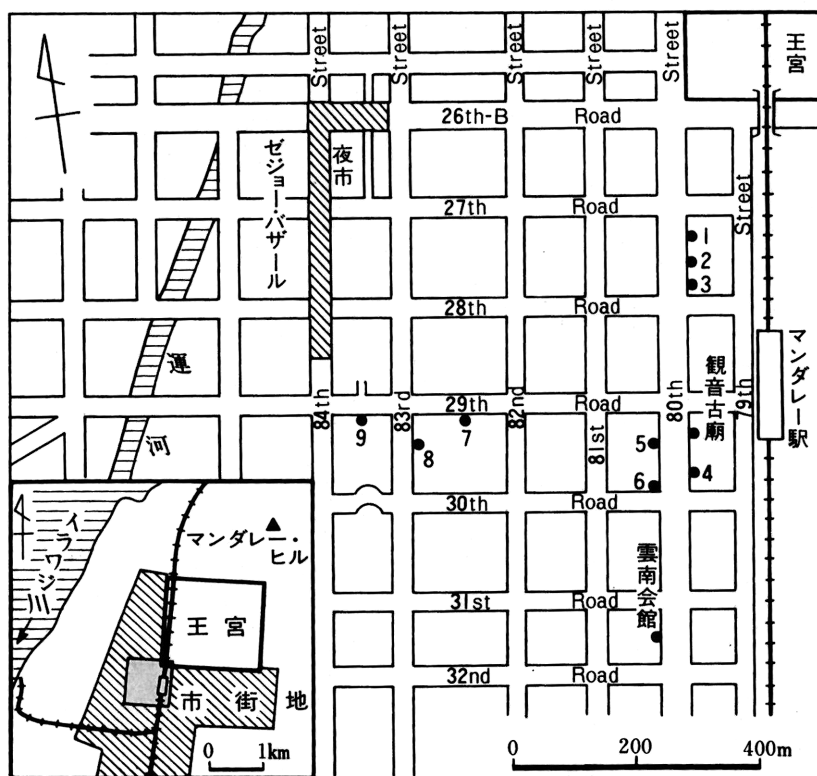 Street
Street
Street
Street
Street
王宮
26th-B Road
ゼジョー・バザール
夜市
27th Road
Street
1
2
3
28th Road
運河
マンダレー駅
観音古廟
84th
83rd
29th Road
82nd
81st
80th
79th
9
8
7
5
6
4
30th Road
雲南会館
31st Road
32nd Road
イラワジ川
マンダレー・
ヒル
王宮
市街地
0 1km
0 200 400m